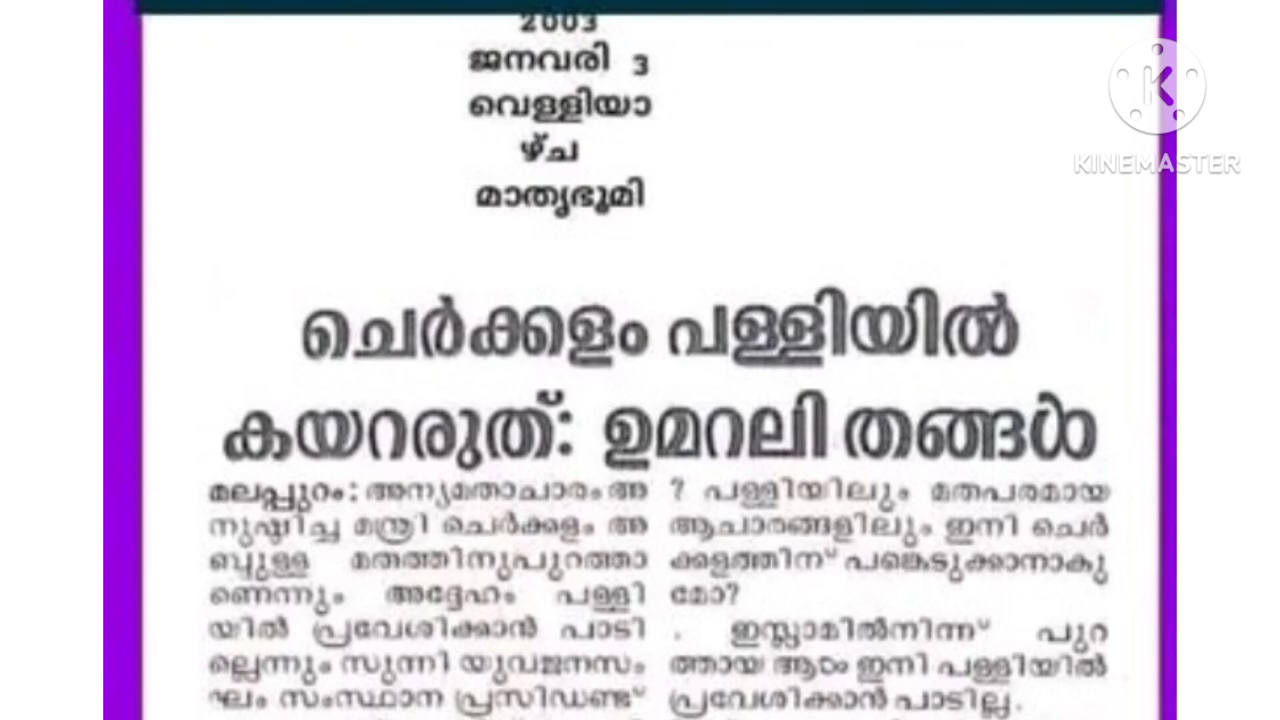 2003
ജനവരി 3
വെള്ളിയാ
ഴ്ച
മാതൃഭൂമി
KINEMASTER
ചെർക്കളം പള്ളിയിൽ
കയറരുത്: ഉമറലി തങ്ങൾ
മലപ്പുറം: അന്യമതാചാരം അ
നുഷ്ഠിച്ച മന്ത്രി ചെർക്കളം അ
ബ്ദുള്ള മതത്തിനുപുറത്താ
ണെന്നും അദ്ദേഹം പള്ളി
യിൽ പ്രവേശിക്കാൻ പാടി
ല്ലെന്നും സുന്നി യുവജനസം
ഘം സംസ്ഥാന പ്രസിഡണ്ട്
? പള്ളിയിലും മതപരമായ
ആചാരങ്ങളിലും ഇനി ചെർ
ക്കളത്തിന് പങ്കെടുക്കാനാകു
മോ?
. ഇസ്ലാമിൽനിന്ന് പുറ
ത്തായ ആൾ ഇനി പള്ളിയിൽ
പ്രവേശിക്കാൻ പാടില്ല.